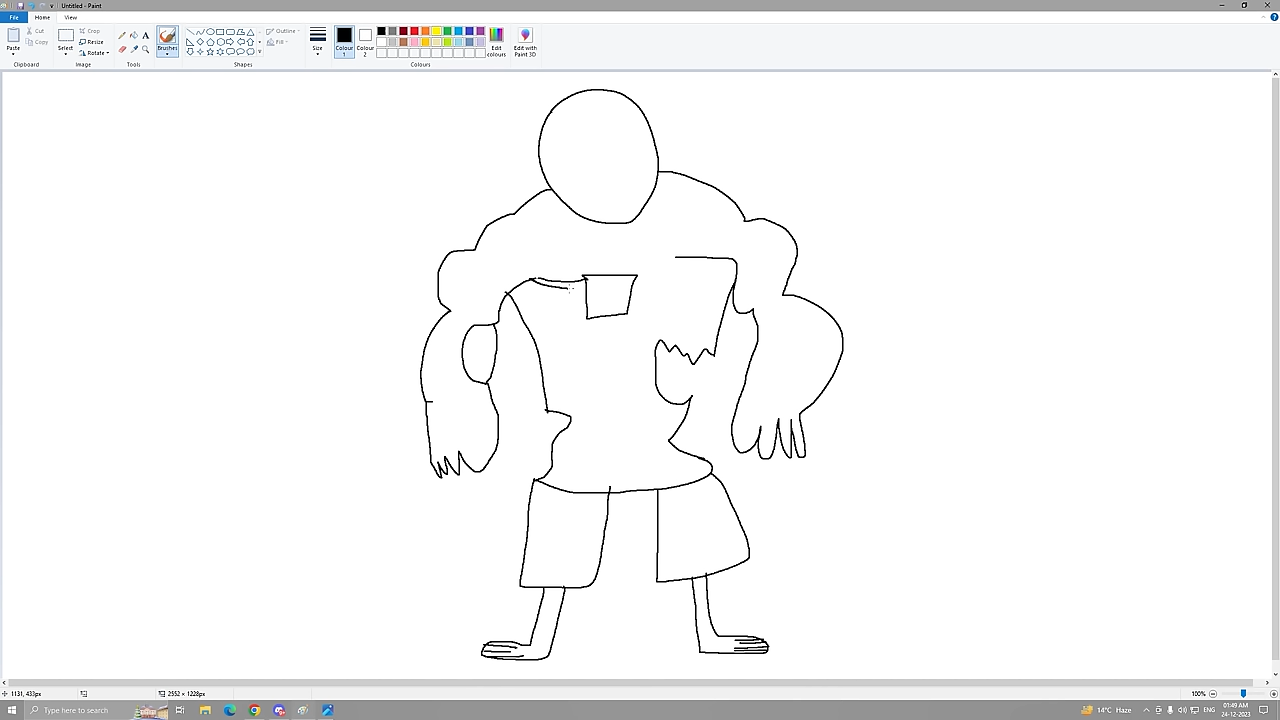 Untitled - Paint
File Home View
Paste Cut Copy Select Crop Resize Rotate Brushes Outline Fill Size Colour 1 Colour 2 Edit colours Edit with Paint 3D
Clipboard Image Tools Shapes Colours
1131, 433px 2552 × 1228px 100%
Type here to search 14°C Haze ENG 01:49 AM 24-12-2023